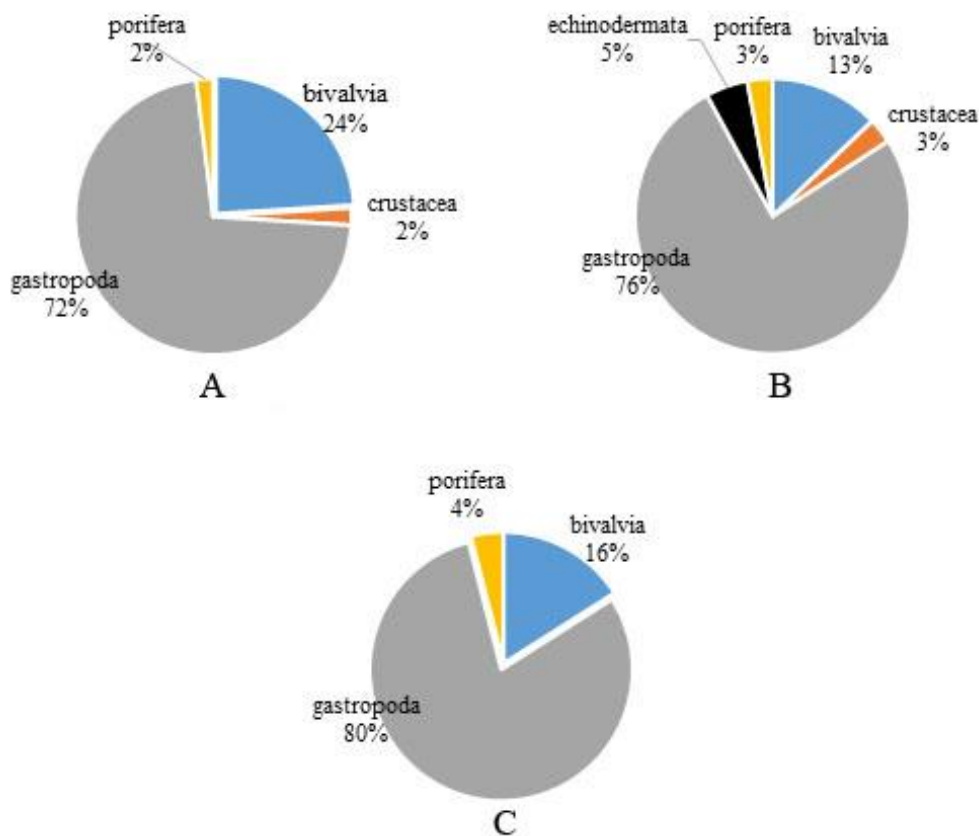 porifera
2%
bivalvia
24%
crustacea
2%
gastropoda
72%
A
echinodermata
5%
porifera
3%
bivalvia
13%
crustacea
3%
gastropoda
76%
B
porifera
4%
bivalvia
16%
gastropoda
80%
C